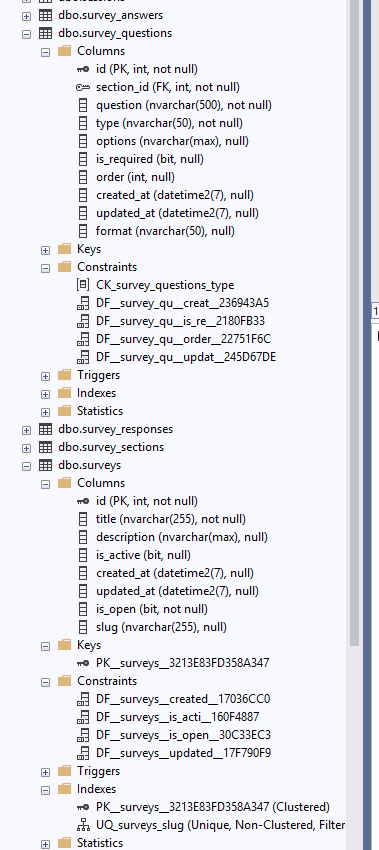 dbo.survey_answers
dbo.survey_questions
Columns
id (PK, int, not null)
section_id (FK, int, not null)
question (nvarchar(500), not null)
type (nvarchar(50), not null)
options (nvarchar(max), null)
is_required (bit, null)
order (int, null)
created_at (datetime2(7), null)
updated_at (datetime2(7), null)
format (nvarchar(50), null)
Keys
Constraints
CK_survey_questions_type
DF__survey_qu__creat__236943A5
DF__survey_qu__is_re__2180FB33
DF__survey_qu__order__22751F6C
DF__survey_qu__updat__245D67DE
Triggers
Indexes
Statistics
dbo.survey_responses
dbo.survey_sections
dbo.surveys
Columns
id (PK, int, not null)
title (nvarchar(255), not null)
description (nvarchar(max), null)
is_active (bit, null)
created_at (datetime2(7), null)
updated_at (datetime2(7), null)
is_open (bit, not null)
slug (nvarchar(255), null)
Keys
PK__surveys__3213E83FD358A347
Constraints
DF__surveys__created__17036CC0
DF__surveys__is_acti__160F4887
DF__surveys__is_open__30C33EC3
DF__surveys__updated__17F790F9
Triggers
Indexes
PK__surveys__3213E83FD358A347 (Clustered)
UQ_surveys_slug (Unique, Non-Clustered, Filter
Statistics